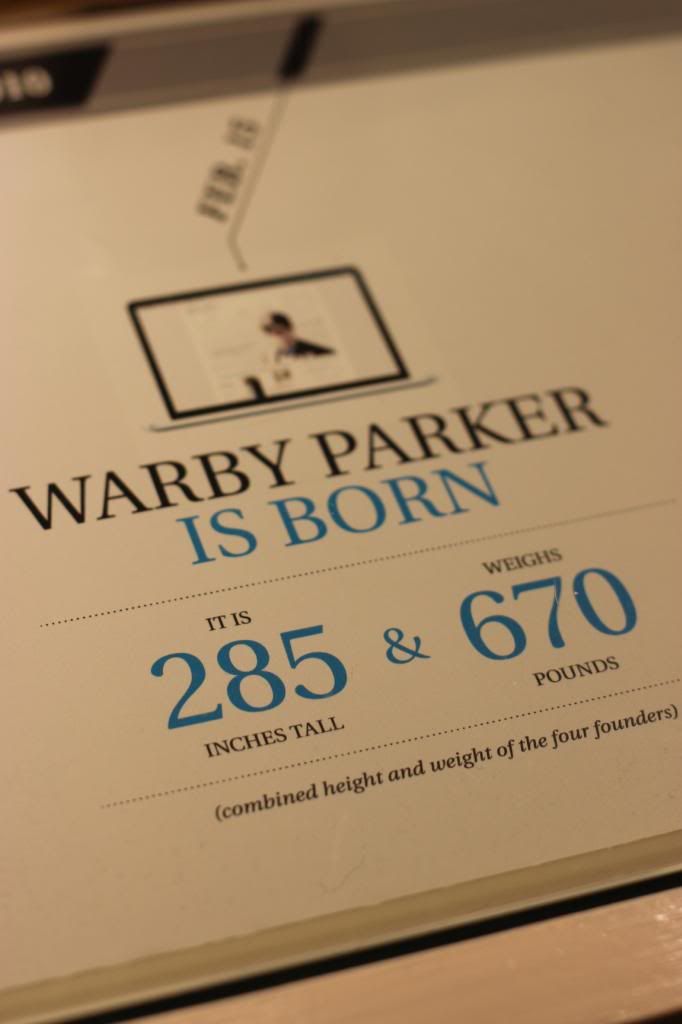 FEB. 15
WARBY PARKER
IS BORN
IT IS
285
INCHES TALL
&
WEIGHS
670
POUNDS
(combined height and weight of the four founders)